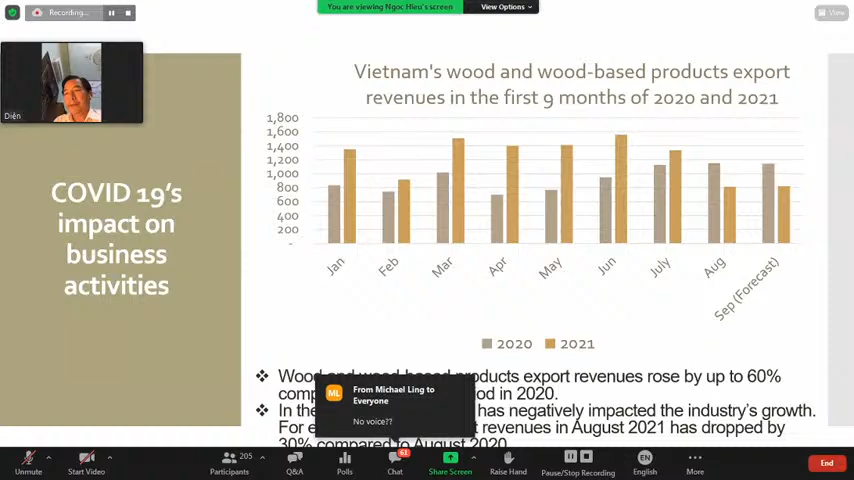 Recording...
You are viewing Ngoc Hieu's screen
View Options
View
Diện
COVID 19's
impact on
business
activities
Vietnam's wood and wood-based products export
revenues in the first 9 months of 2020 and 2021
1,800
1,600
1,400
1,200
1,000
800
600
400
200
-
Jan
Feb
Mar
Apr
May
Jun
July
Aug
Sep (Forecast)
2020
2021
❖ Wood and wood-based products export revenues rose by up to 60%
in 2020.
❖ In the
has negatively impacted the industry's growth.
For
revenues in August 2021 has dropped by
30% compared to August 2020
ML
From Michael Ling to
Everyone
No voice??
Unmute
Start Video
205
Participants
Q&A
Polls
61
Chat
Share Screen
Raise Hand
Pause/Stop Recording
English
More
End